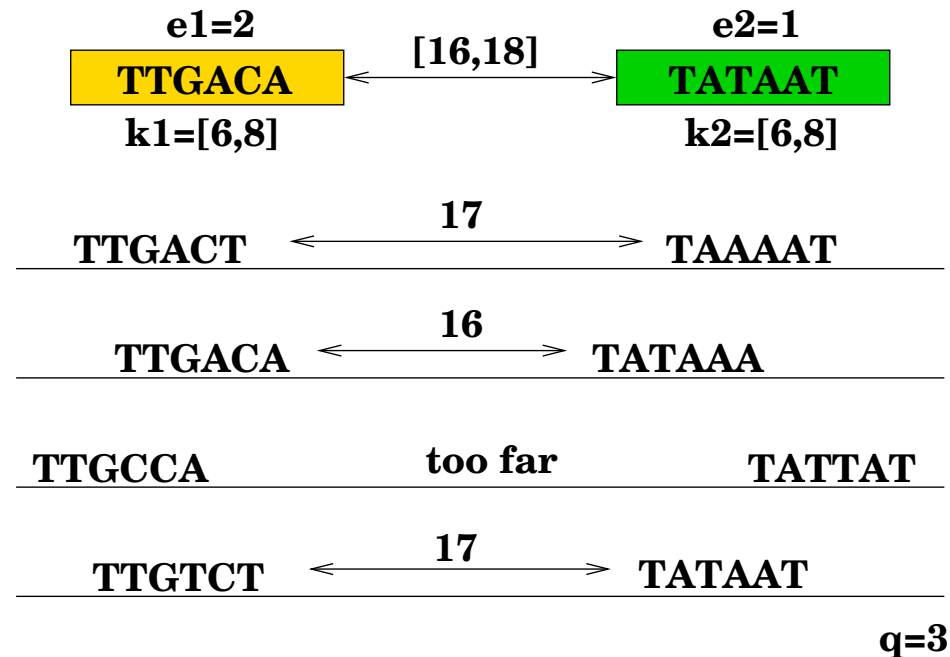 e1=2 [16,18] e2=1
TTGACA TATAAT
k1=[6,8] k2=[6,8]
17
TTGACT TAAAAT
16
TTGACA TATAAA
TTGCCA too far TATTAT
17
TTGTCT TATAAT
q=3